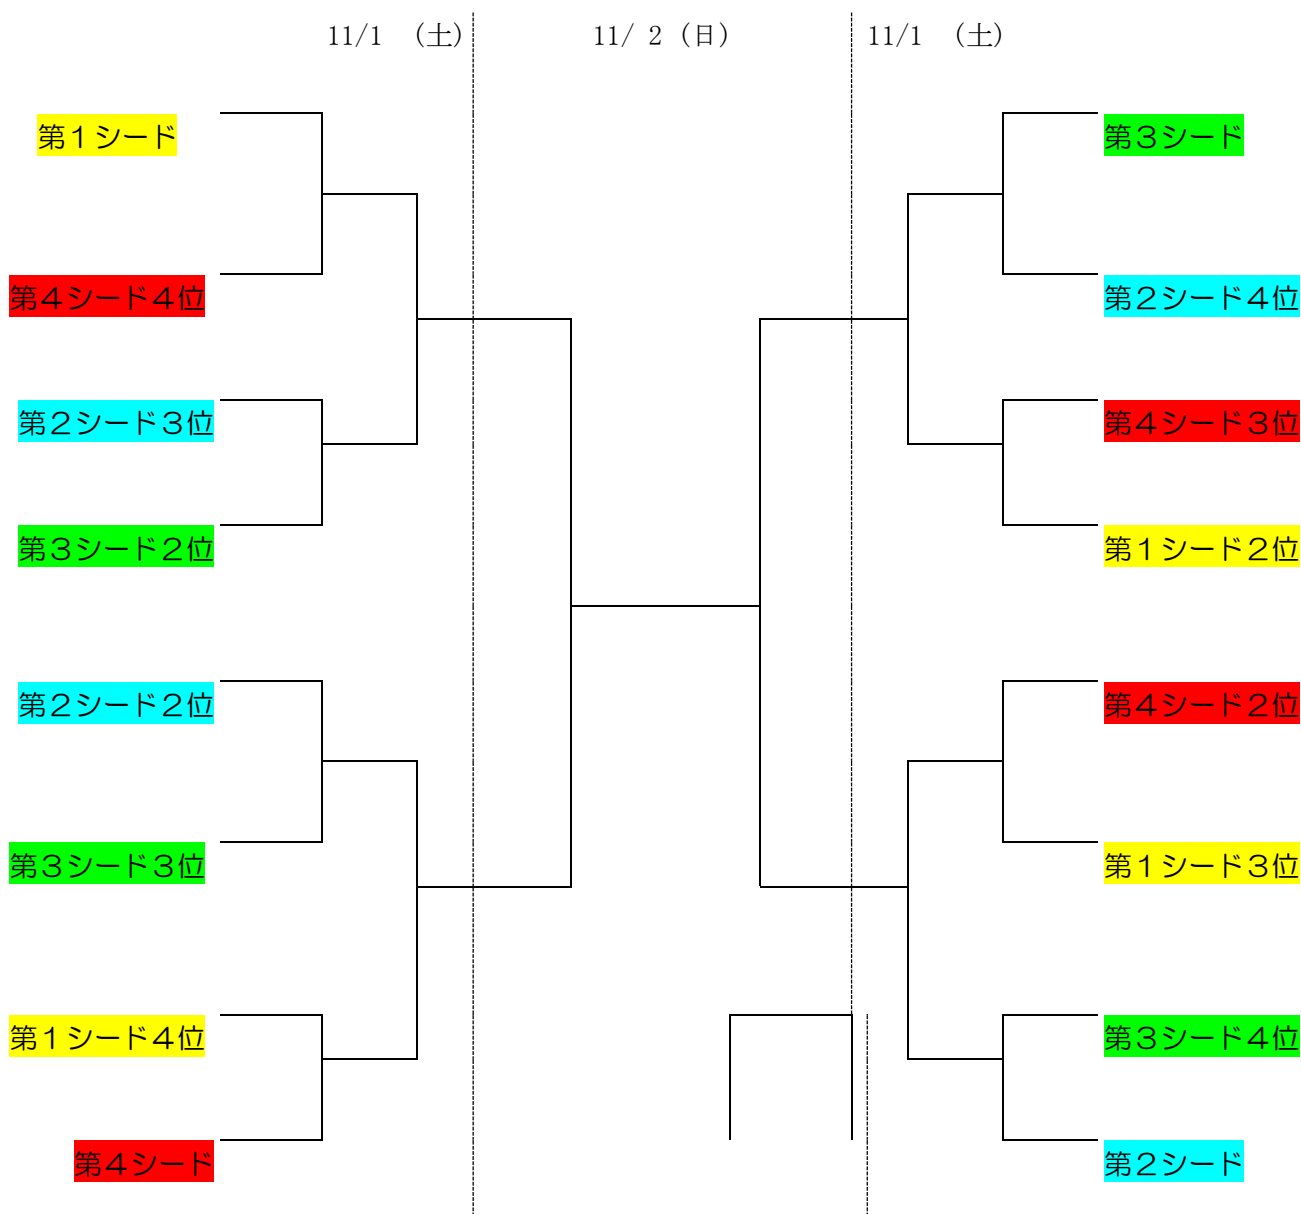 11/1 （土）
11/ 2（日）
11/1 （土）
第１シード
第４シード４位
第２シード３位
第３シード２位
第２シード２位
第３シード３位
第１シード４位
第４シード
第３シード
第２シード４位
第４シード３位
第１シード２位
第４シード２位
第１シード３位
第３シード４位
第２シード